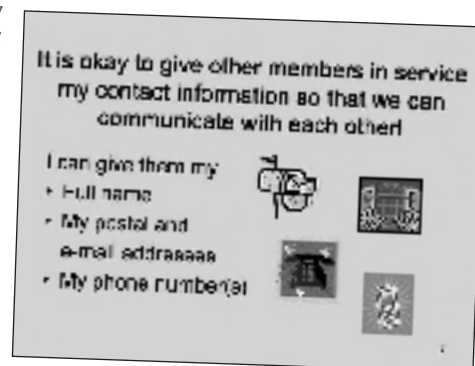 It is okay to give other members in service
my contact information so that we can
communicate with each other!
I can give them my
• Full name
• My postal and
e-mail addresses
• My phone number(s)